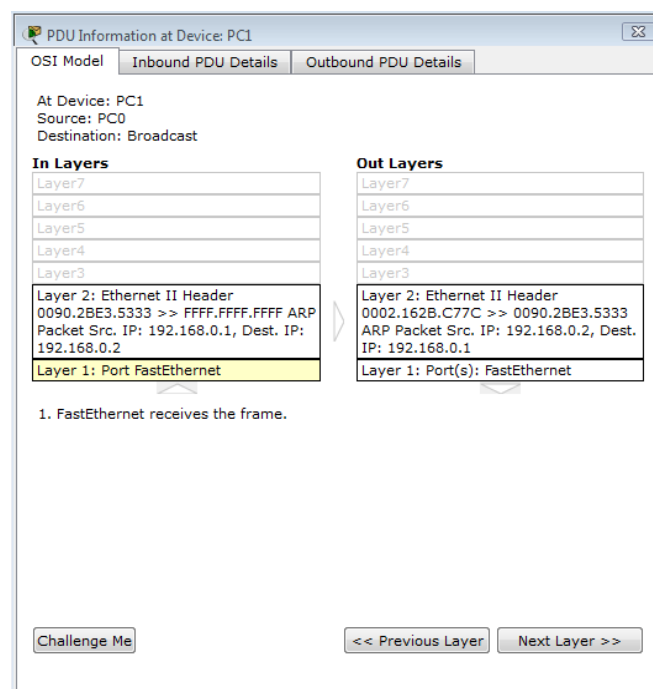 PDU Information at Device: PC1
OSI Model
Inbound PDU Details
Outbound PDU Details
At Device: PC1
Source: PC0
Destination: Broadcast
In Layers
Layer7
Layer6
Layer5
Layer4
Layer3
Layer 2: Ethernet II Header
0090.2BE3.5333 >> FFFF.FFFF.FFFF ARP
Packet Src. IP: 192.168.0.1, Dest. IP:
192.168.0.2
Layer 1: Port FastEthernet
Out Layers
Layer7
Layer6
Layer5
Layer4
Layer3
Layer 2: Ethernet II Header
0002.162B.C77C >> 0090.2BE3.5333
ARP Packet Src. IP: 192.168.0.2, Dest.
IP: 192.168.0.1
Layer 1: Port(s): FastEthernet
1. FastEthernet receives the frame.
Challenge Me
<< Previous Layer
Next Layer >>